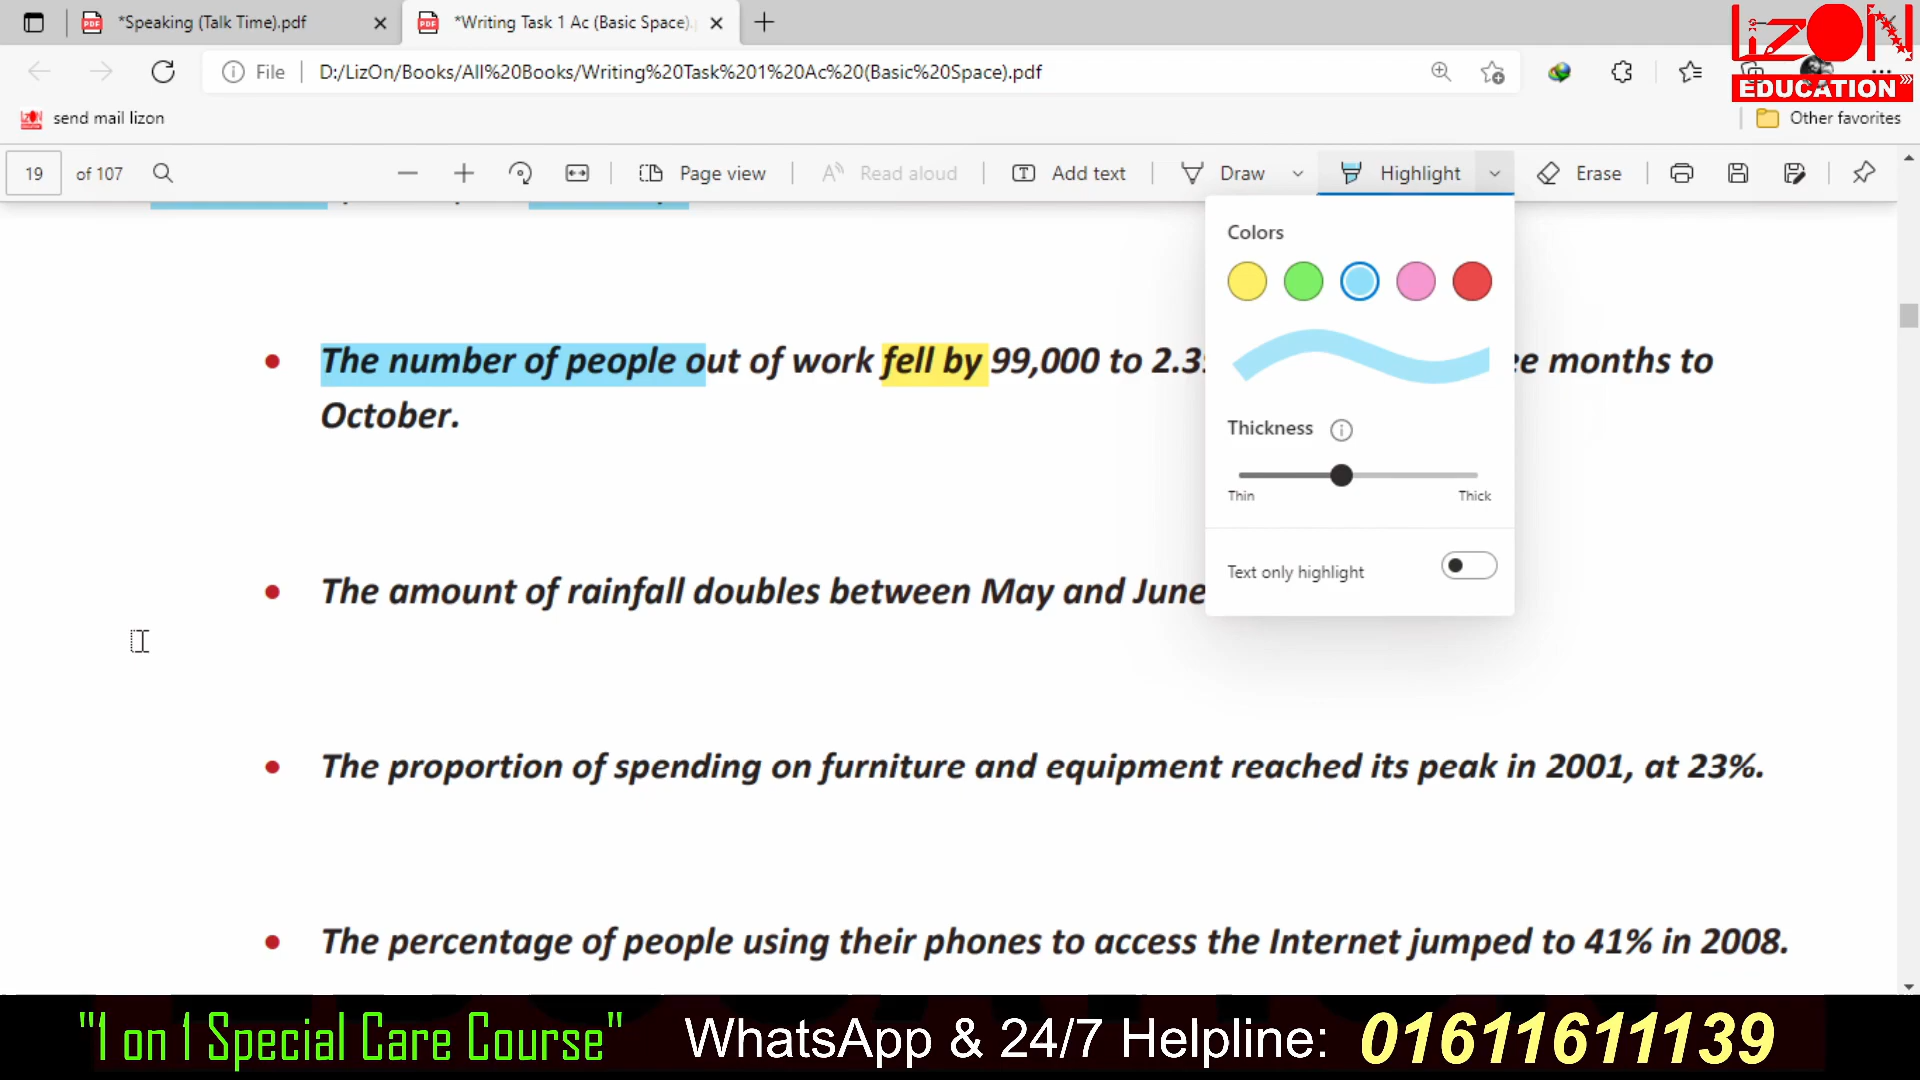 *Speaking (Talk Time).pdf
*Writing Task 1 Ac (Basic Space).
File D:/LizOn/Books/All%20Books/Writing%20Task%201%20Ac%20(Basic%20Space).pdf
LizON
EDUCATION
send mail lizon
Other favorites
19 of 107 Page view Read aloud Add text Draw Highlight Erase
Colors
Thickness
Thin Thick
Text only highlight
• The number of people out of work fell by 99,000 to months to
October.
• The amount of rainfall doubles between May and June
• The proportion of spending on furniture and equipment reached its peak in 2001, at 23%.
• The percentage of people using their phones to access the Internet jumped to 41% in 2008.
"1 on 1 Special Care Course" WhatsApp & 24/7 Helpline: 01611611139